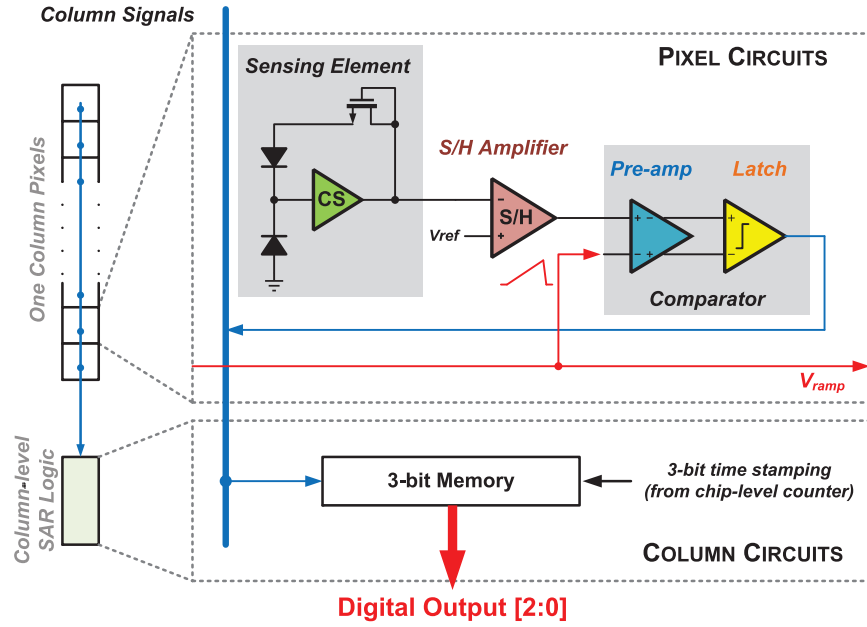 Column Signals
PIXEL CIRCUITS
Sensing Element
S/H Amplifier
Pre-amp
Latch
CS
S/H
Vref
Comparator
One Column Pixels
Vramp
Column-level
SAR Logic
3-bit Memory
3-bit time stamping
(from chip-level counter)
COLUMN CIRCUITS
Digital Output [2:0]